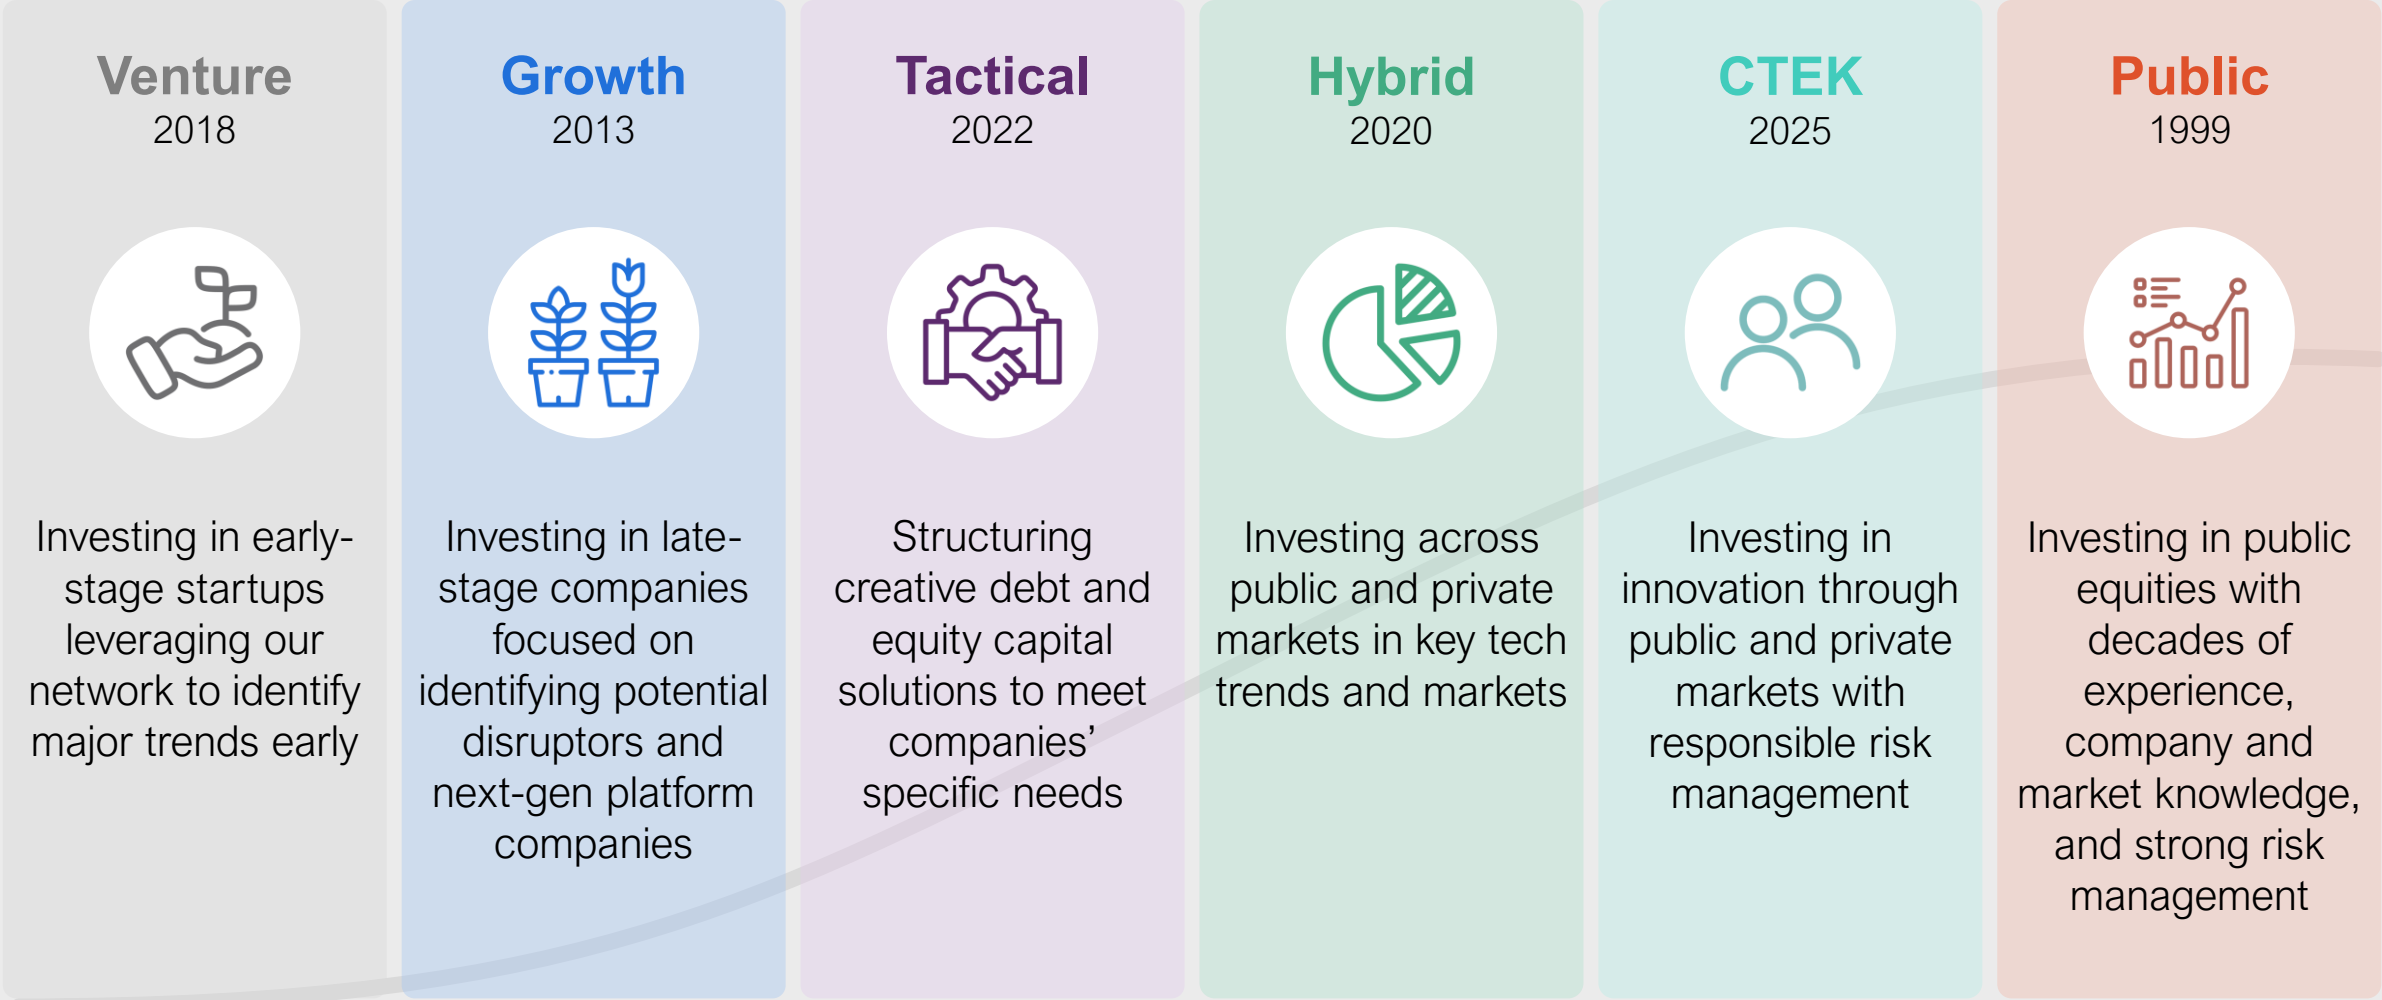 Venture
2018
Investing in early-
stage startups
leveraging our
network to identify
major trends early
Growth
2013
Investing in late-
stage companies
focused on
identifying potential
disruptors and
next-gen platform
companies
Tactical
2022
Structuring
creative debt and
equity capital
solutions to meet
companies’
specific needs
Hybrid
2020
Investing across
public and private
markets in key tech
trends and markets
CTEK
2025
Investing in
innovation through
public and private
markets with
responsible risk
management
Public
1999
Investing in public
equities with
decades of
experience,
company and
market knowledge,
and strong risk
management